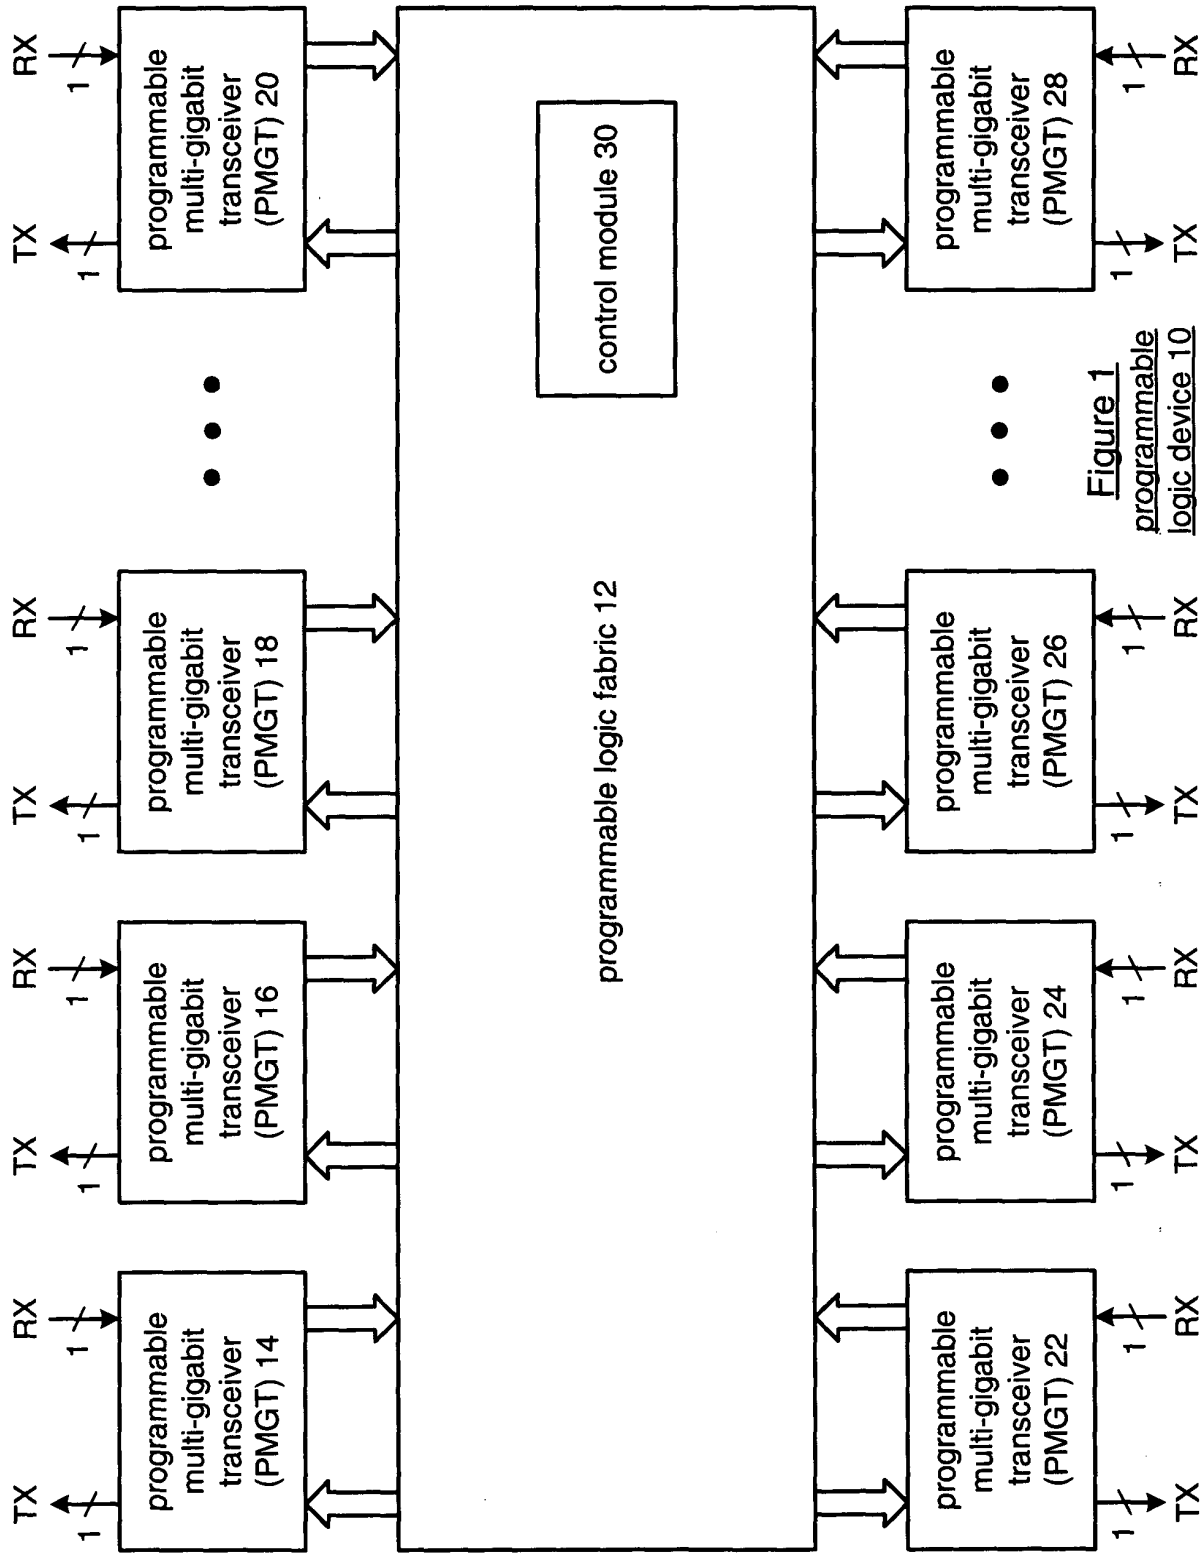 TX
RX
TX
RX
TX
RX
TX
RX
1
1
1
1
1
1
1
1
programmable
multi-gigabit
transceiver
(PMGT) 14
programmable
multi-gigabit
transceiver
(PMGT) 16
programmable
multi-gigabit
transceiver
(PMGT) 18
programmable
multi-gigabit
transceiver
(PMGT) 20
programmable logic fabric 12
control module 30
programmable
multi-gigabit
transceiver
(PMGT) 22
programmable
multi-gigabit
transceiver
(PMGT) 24
programmable
multi-gigabit
transceiver
(PMGT) 26
programmable
multi-gigabit
transceiver
(PMGT) 28
1
1
1
1
1
1
1
1
TX
RX
TX
RX
TX
RX
TX
RX
Figure 1
programmable
logic device 10